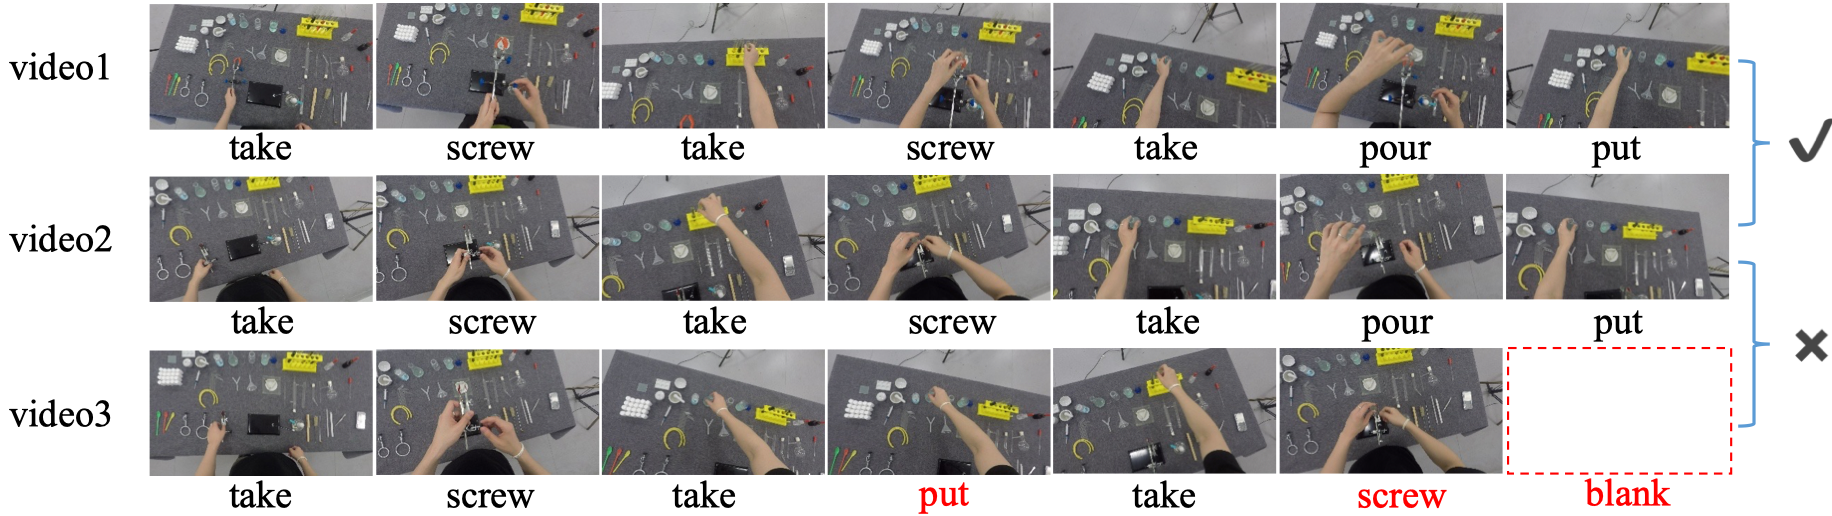 video1
take screw take screw take pour put
video2
take screw take screw take pour put
video3
take screw take put take screw blank